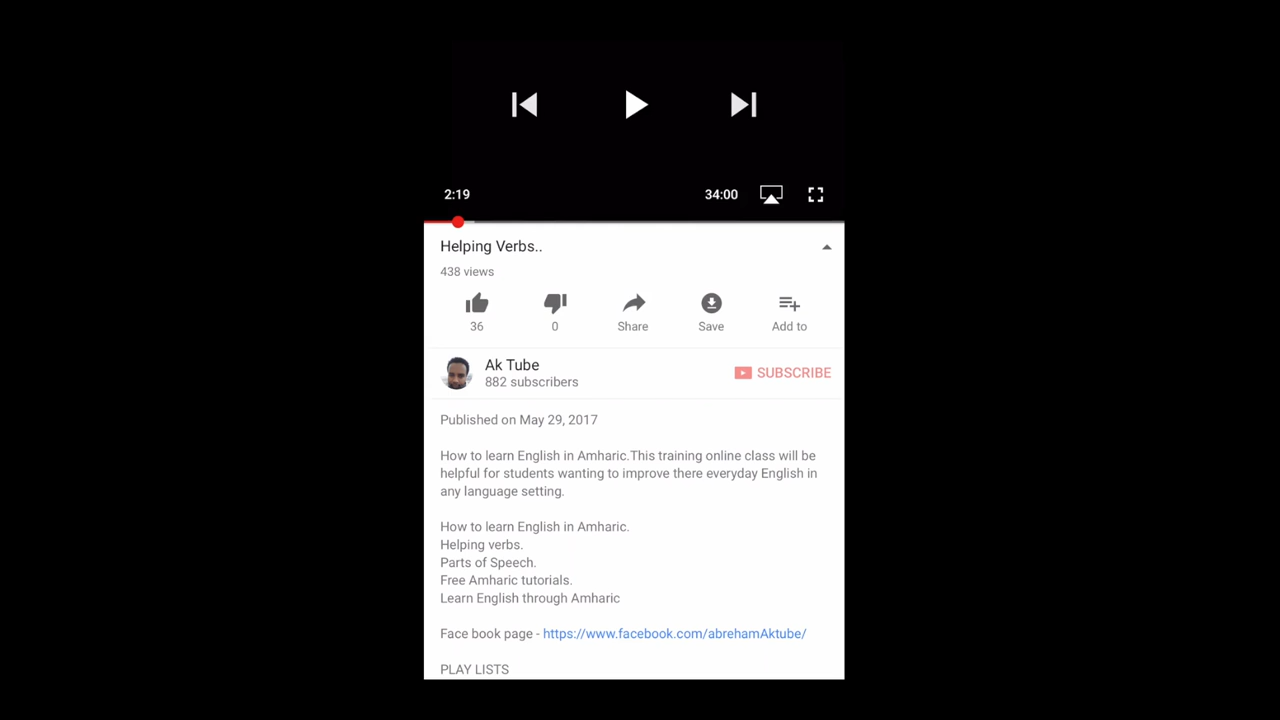 2:19
34:00
Helping Verbs..
438 views
36
0
Share
Save
Add to
Ak Tube
882 subscribers
SUBSCRIBE
Published on May 29, 2017
How to learn English in Amharic.This training online class will be
helpful for students wanting to improve there everyday English in
any language setting.
How to learn English in Amharic.
Helping verbs.
Parts of Speech.
Free Amharic tutorials.
Learn English through Amharic
Face book page - https://www.facebook.com/abrehamAktube/
PLAY LISTS